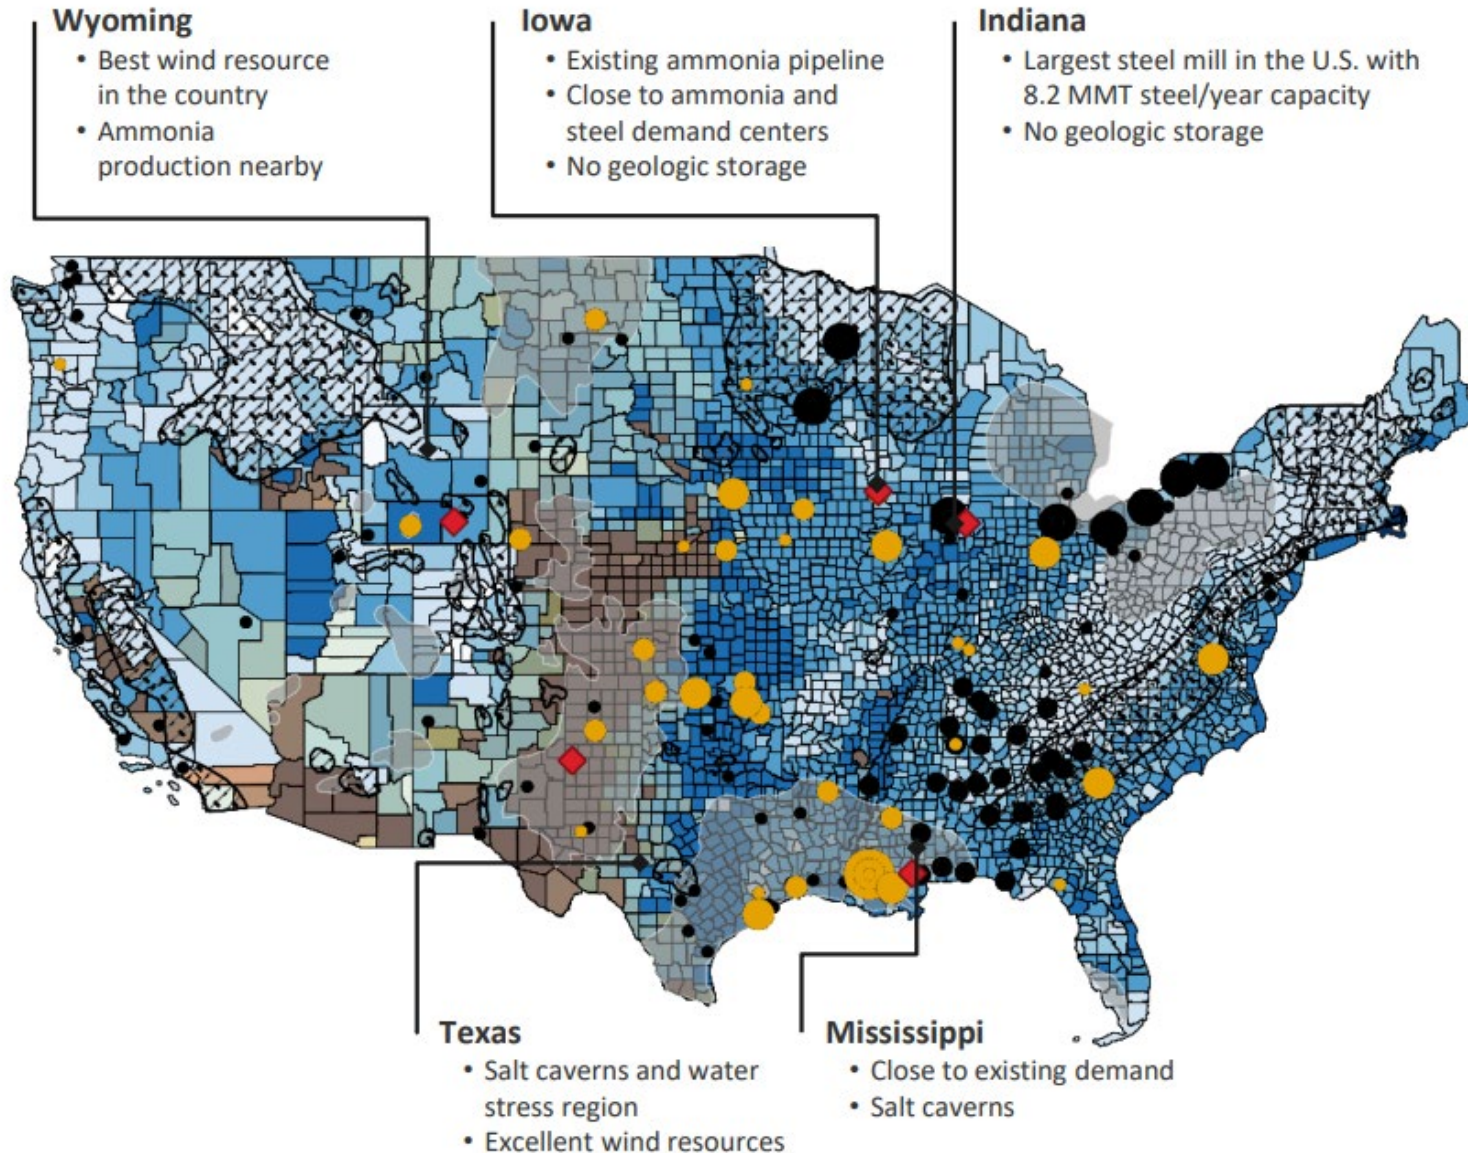 Wyoming
• Best wind resource
in the country
• Ammonia
production nearby
Iowa
• Existing ammonia pipeline
• Close to ammonia and
steel demand centers
• No geologic storage
Indiana
• Largest steel mill in the U.S. with
8.2 MMT steel/year capacity
• No geologic storage
Texas
• Salt caverns and water
stress region
• Excellent wind resources
Mississippi
• Close to existing demand
• Salt caverns